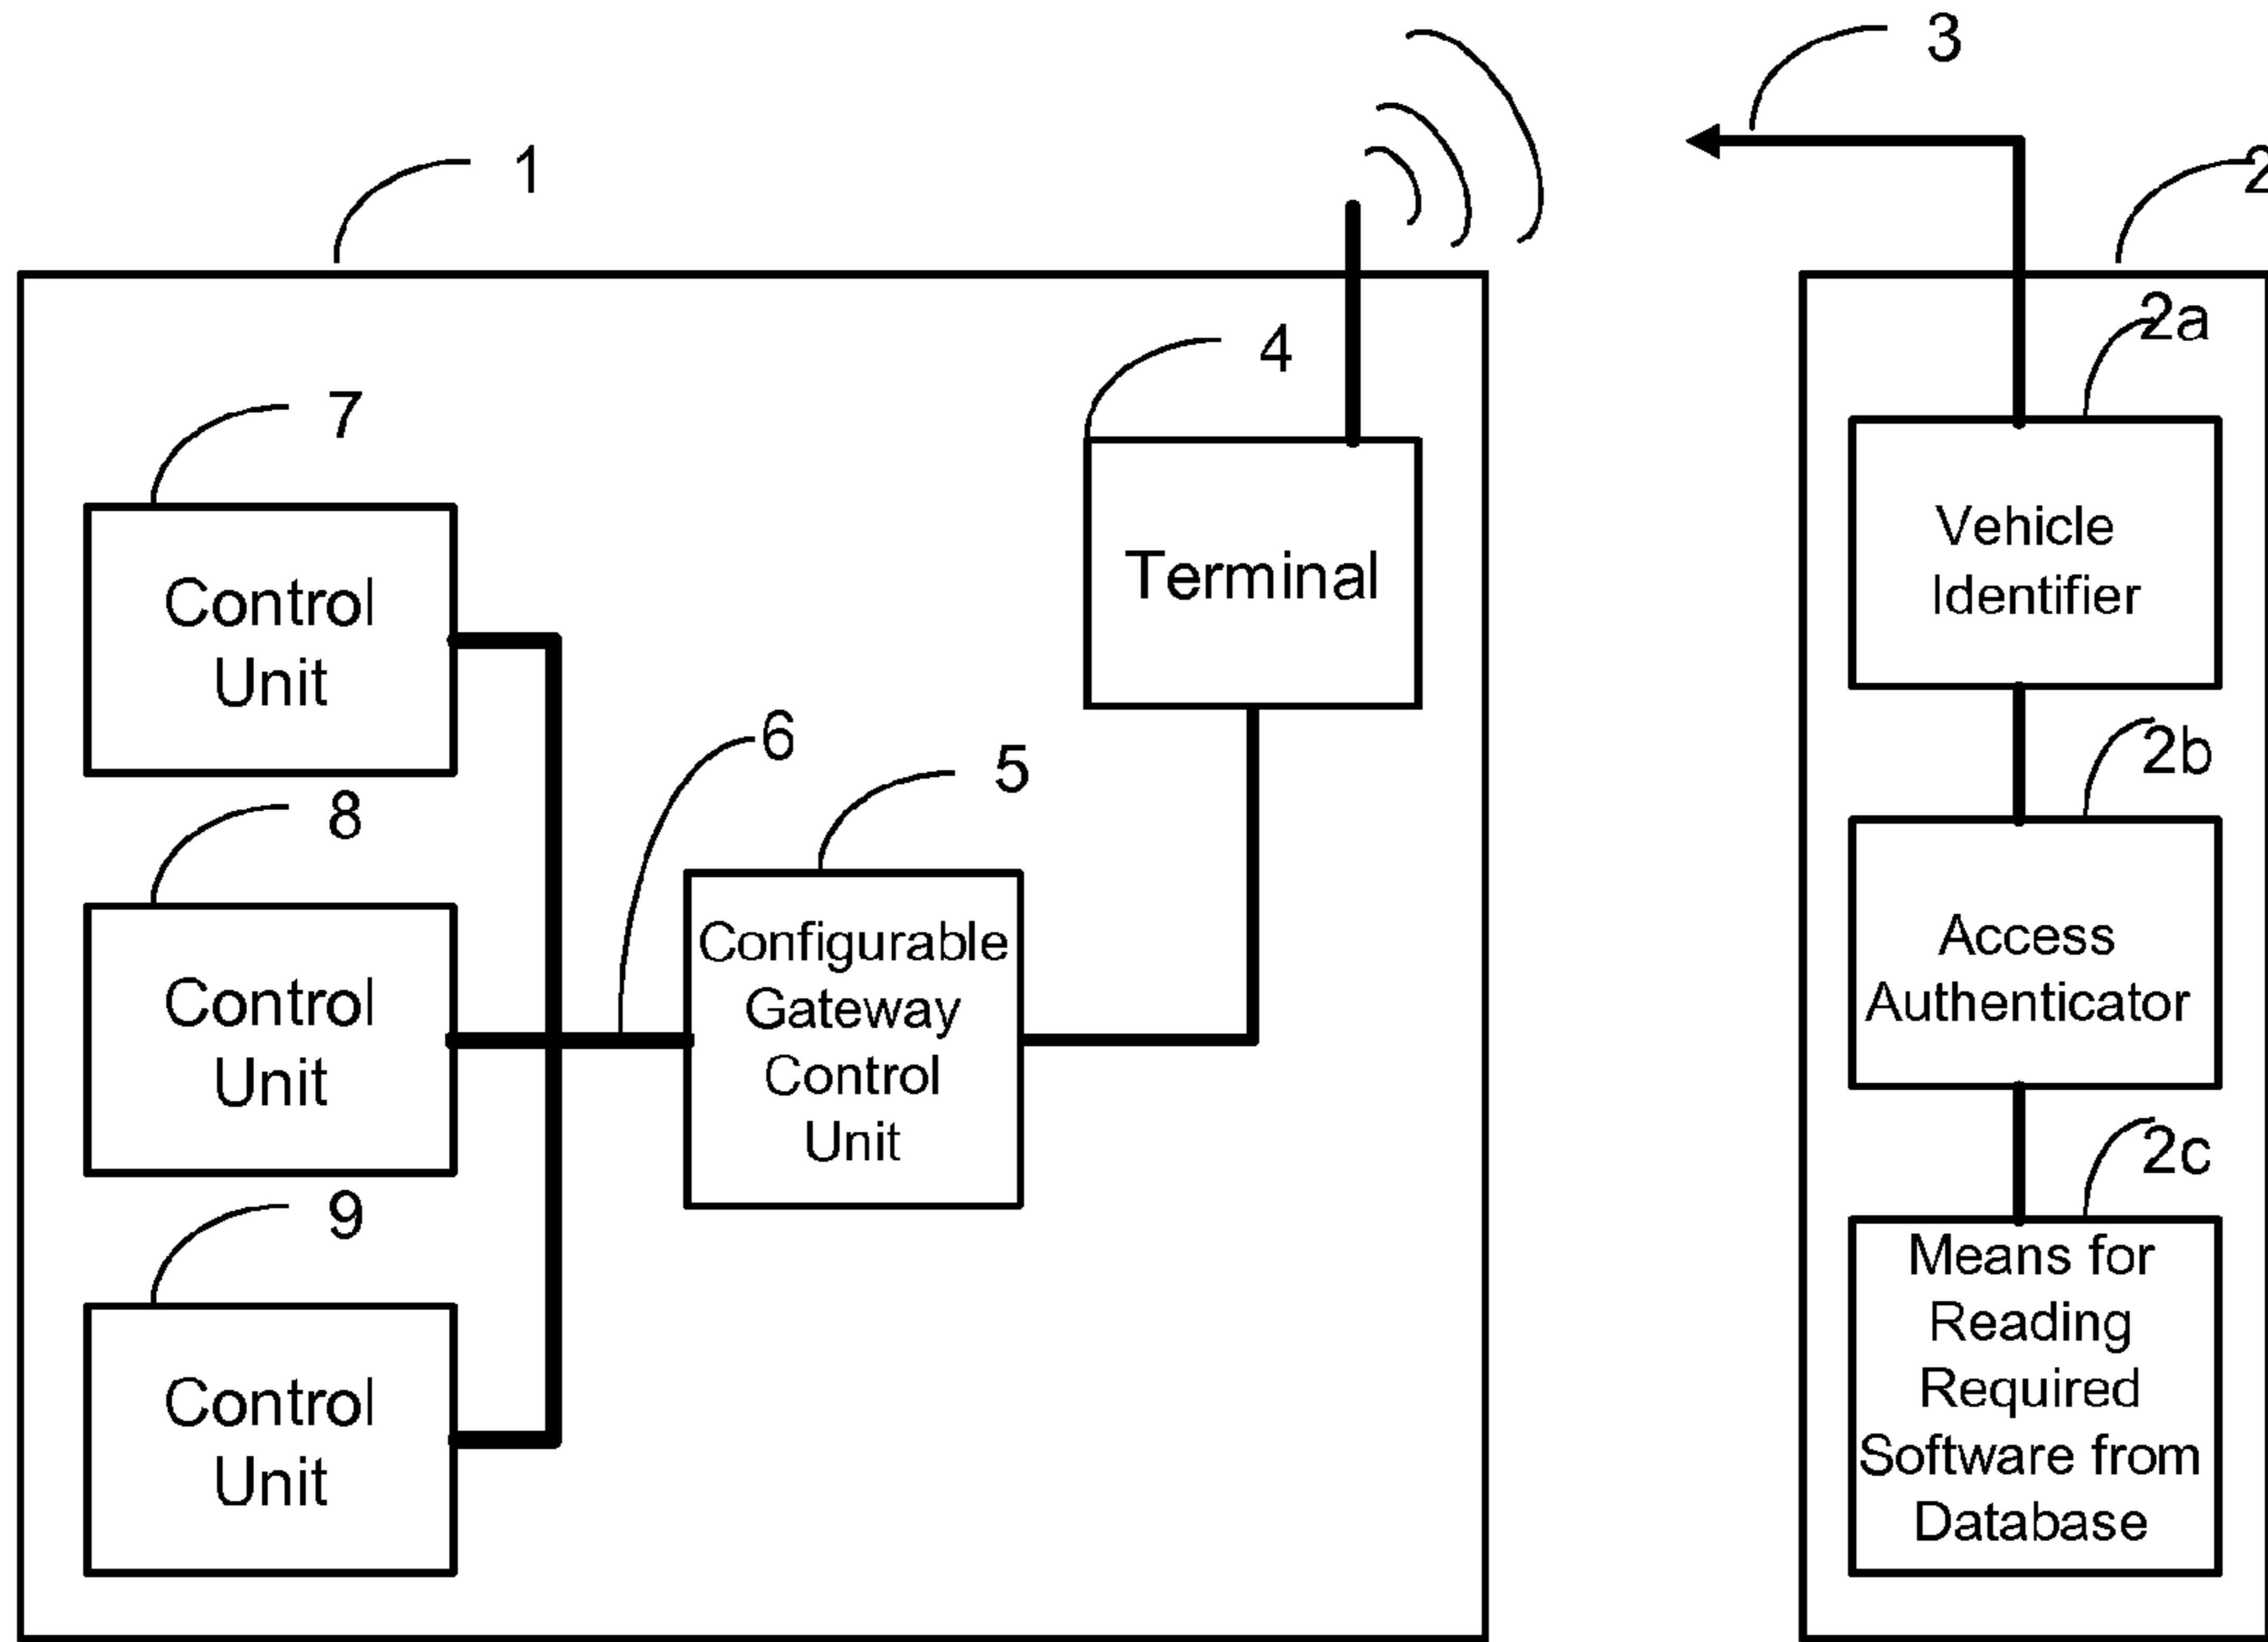 3
1
2
2a
4
7
Vehicle
Identifier
Terminal
Control
Unit
6
5
2b
8
Configurable
Gateway
Control
Unit
Access
Authenticator
Control
Unit
2c
9
Means for
Reading
Required
Software from
Database
Control
Unit